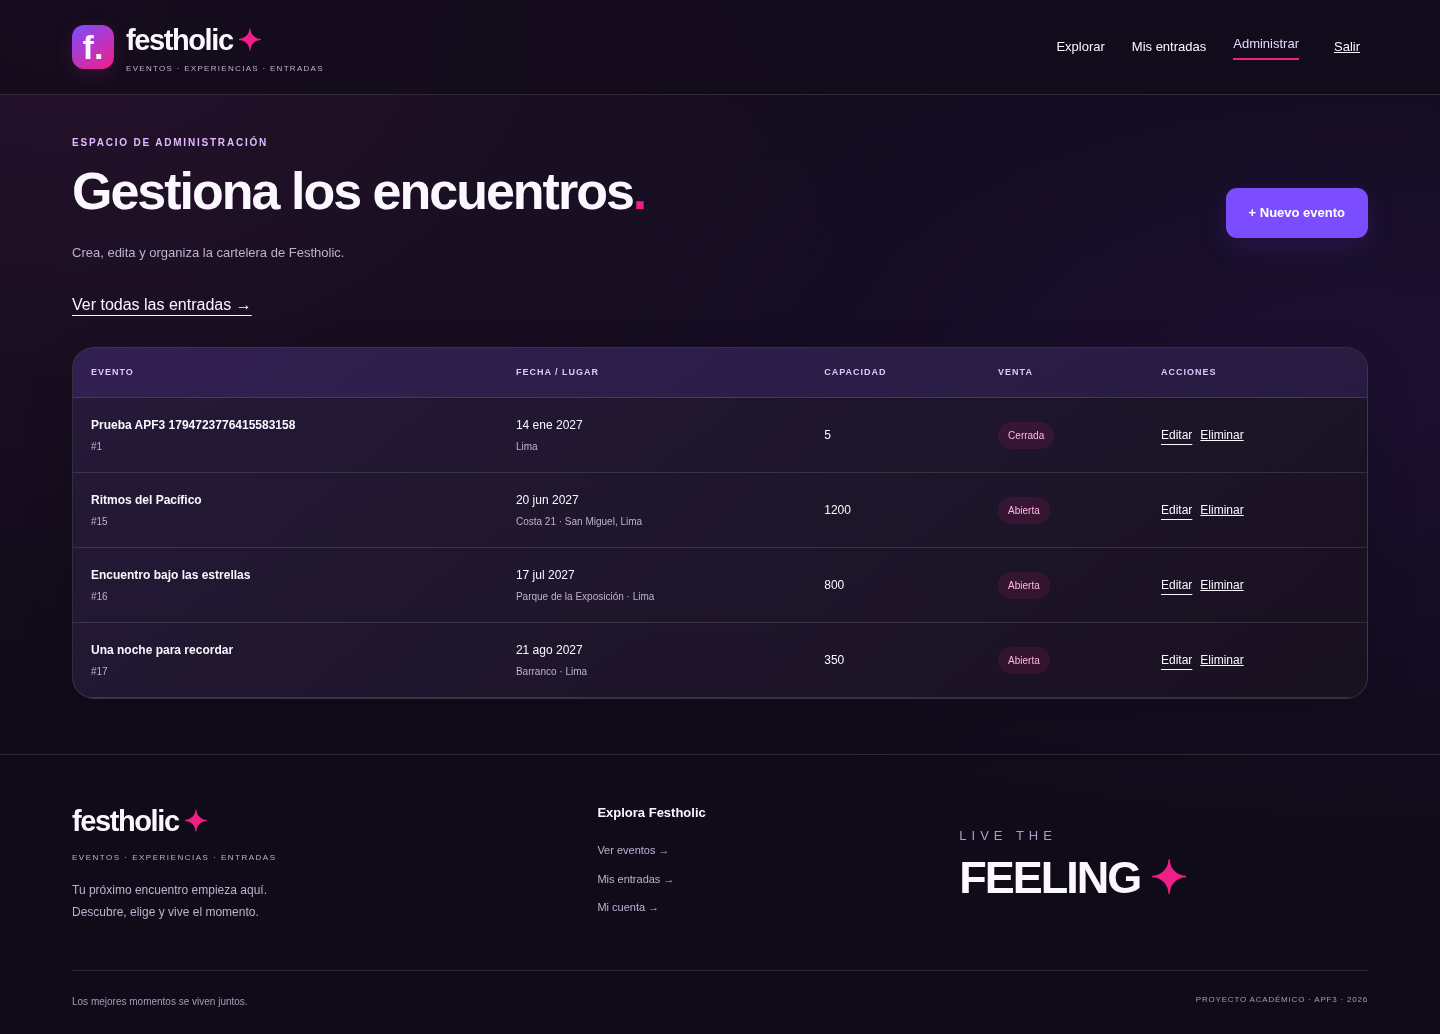 f. festholic ✦
EVENTOS · EXPERIENCIAS · ENTRADAS
Explorar Mis entradas Administrar Salir
ESPACIO DE ADMINISTRACIÓN
Gestiona los encuentros.
+ Nuevo evento
Crea, edita y organiza la cartelera de Festholic.
Ver todas las entradas →
EVENTO FECHA / LUGAR CAPACIDAD VENTA ACCIONES
Prueba APF3 1794723776415583158 14 ene 2027 5 Cerrada Editar Eliminar
#1 Lima
Ritmos del Pacífico 20 jun 2027 1200 Abierta Editar Eliminar
#15 Costa 21 · San Miguel, Lima
Encuentro bajo las estrellas 17 jul 2027 800 Abierta Editar Eliminar
#16 Parque de la Exposición · Lima
Una noche para recordar 21 ago 2027 350 Abierta Editar Eliminar
#17 Barranco · Lima
festholic ✦
EVENTOS · EXPERIENCIAS · ENTRADAS
Tu próximo encuentro empieza aquí.
Descubre, elige y vive el momento.
Explora Festholic
Ver eventos →
Mis entradas →
Mi cuenta →
LIVE THE
FEELING ✦
Los mejores momentos se viven juntos.
PROYECTO ACADÉMICO · APF3 · 2026